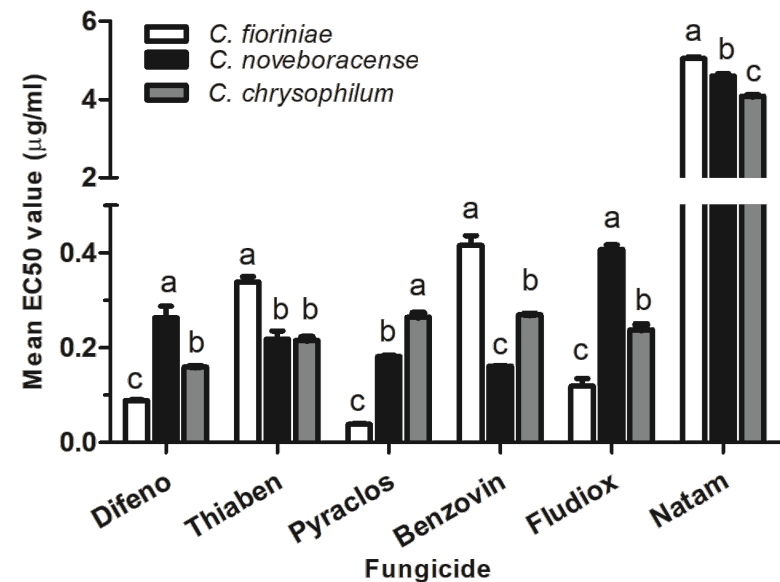 C. fioriniae
C. noveboracense
C. chrysophilum
Mean EC50 value (μg/ml)
6
4
2
0.4
0.2
0.0
c a b
a b b
c b a
a c b
c a b
a b c
Difeno
Thiaben
Pyraclos
Benzovin
Fludiox
Natam
Fungicide